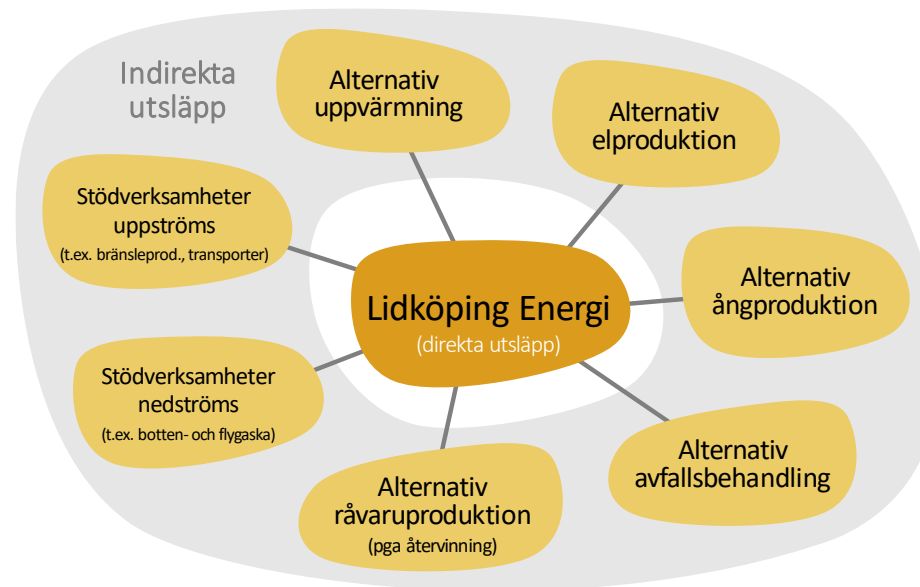 Indirekta
utsläpp
Alternativ
uppvärmning
Alternativ
elproduktion
Stödverksamheter
uppströms
(t.ex. bränsleprod., transporter)
Lidköping Energi
(direkta utsläpp)
Alternativ
ångproduktion
Stödverksamheter
nedströms
(t.ex. botten- och flygaska)
Alternativ
råvaruproduktion
(pga återvinning)
Alternativ
avfallsbehandling